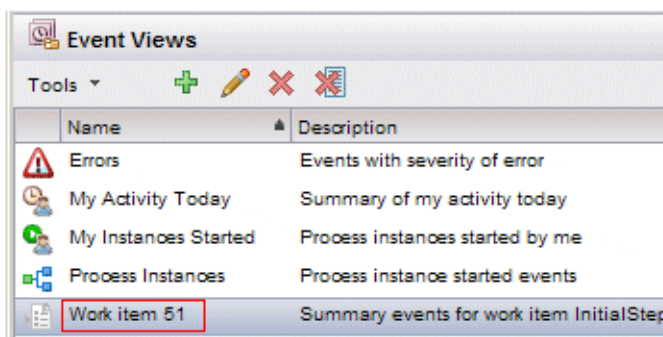 Event Views
Tools
Name Description
Errors Events with severity of error
My Activity Today Summary of my activity today
My Instances Started Process instances started by me
Process Instances Process instance started events
Work item 51 Summary events for work item InitialStep